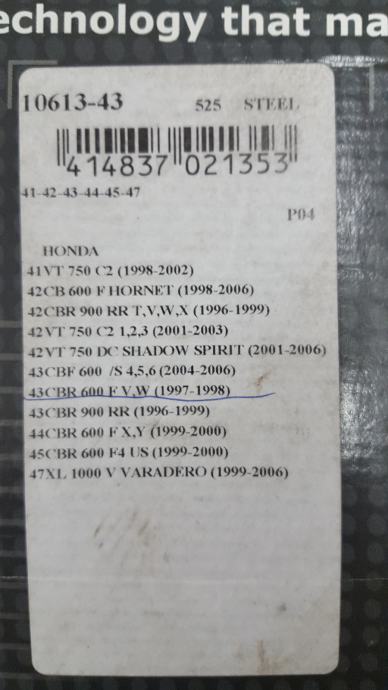 echnology that ma
10613-43 525 STEEL
4 414837 021353
41-42-43-44-45-47
P04
HONDA
41VT 750 C2 (1998-2002)
42CB 600 F HORNET (1998-2006)
42CBR 900 RR T,V,W,X (1996-1999)
42VT 750 C2 1,2,3 (2001-2003)
42VT 750 DC SHADOW SPIRIT (2001-2006)
43CBF 600 /S 4,5,6 (2004-2006)
43CBR 600 F V,W (1997-1998)
43CBR 900 RR (1996-1999)
44CBR 600 F X,Y (1999-2000)
45CBR 600 F4 US (1999-2000)
47XL 1000 V VARADERO (1999-2006)